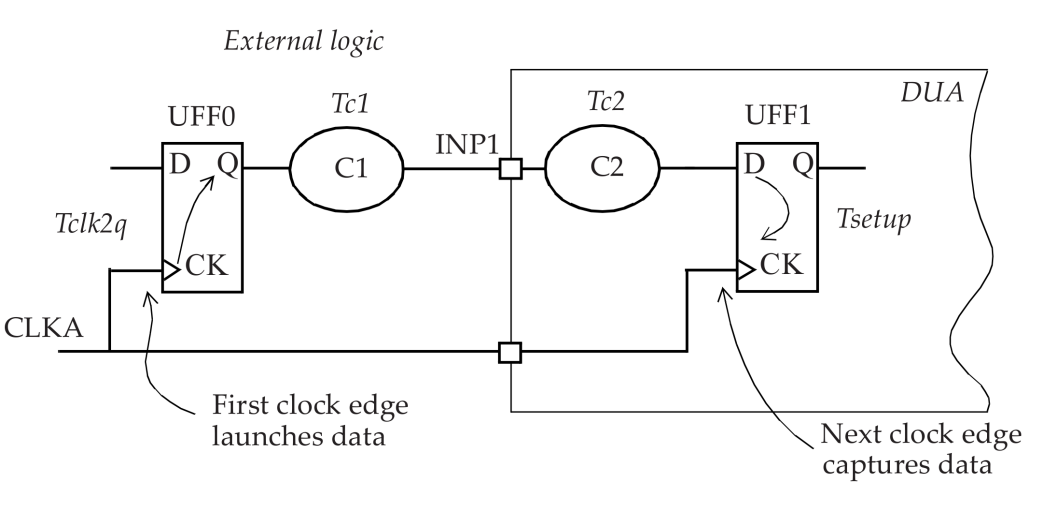 External logic
DUA
Tc1
Tc2
UFF0
UFF1
INP1
D Q
C1
C2
D Q
Tclk2q
Tsetup
CK
CK
CLKA
First clock edge
launches data
Next clock edge
captures data